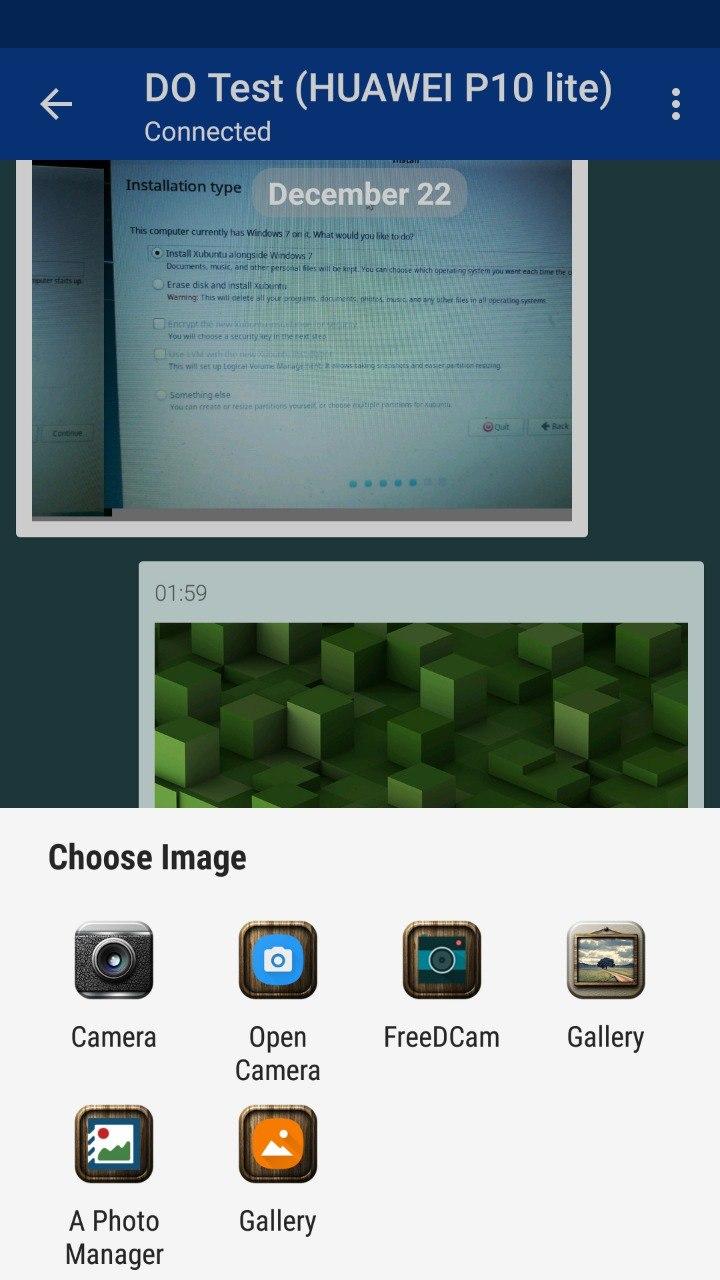 DO Test (HUAWEI P10 lite)
Connected
Install
Installation type
December 22
This computer currently has Windows 7 on it. What would you like to do?
Install Xubuntu alongside Windows 7
Documents, music, and other personal files will be kept. You can choose which operating system you want each time the
puter starts up.
Erase disk and install Xubuntu
Warning: This will delete all your programs, documents, photos, music, and any other files in all operating systems.
Encrypt the new Xubuntu installation for security
You will choose a security key in the next step.
Use LVM with the new Xubuntu
This will set up Logical Volume Management. It allows taking snapshots and easier partition resizing.
Something else
You can create or resize partitions yourself, or choose multiple partitions for Xubuntu.
Continue
Quit
Back
01:59
Choose Image
Camera
Open
Camera
FreeDCam
Gallery
A Photo
Manager
Gallery